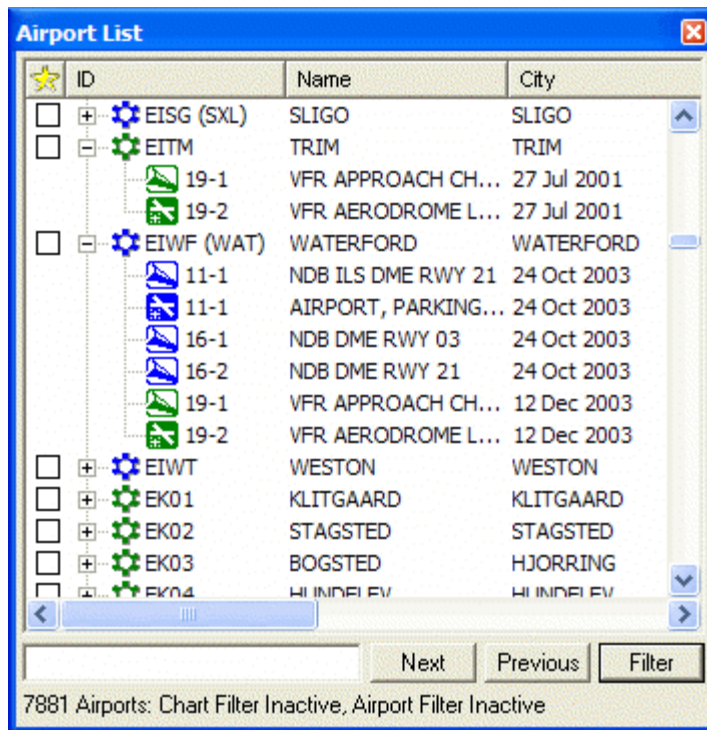 Airport List
ID Name City
EISG (SXL) SLIGO SLIGO
EITM TRIM TRIM
19-1 VFR APPROACH CH... 27 Jul 2001
19-2 VFR AERODROME L... 27 Jul 2001
EIWF (WAT) WATERFORD WATERFORD
11-1 NDB ILS DME RWY 21 24 Oct 2003
11-1 AIRPORT, PARKING... 24 Oct 2003
16-1 NDB DME RWY 03 24 Oct 2003
16-2 NDB DME RWY 21 24 Oct 2003
19-1 VFR APPROACH CH... 12 Dec 2003
19-2 VFR AERODROME L... 12 Dec 2003
EIWT WESTON WESTON
EK01 KLITGAARD KLITGAARD
EK02 STAGSTED STAGSTED
EK03 BOGSTED HJORRING
EK04 HUNDELEV HUNDELEV
Next Previous Filter
7881 Airports: Chart Filter Inactive, Airport Filter Inactive